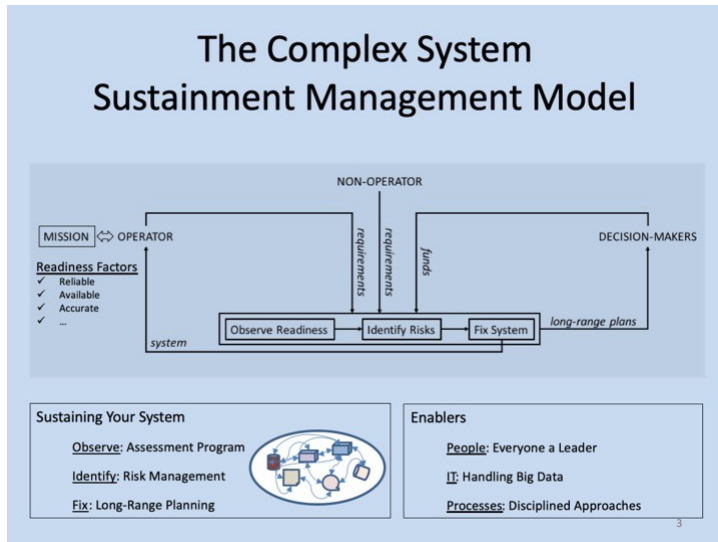 The Complex System
Sustainment Management Model
NON-OPERATOR
MISSION ⇔ OPERATOR
DECISION-MAKERS
requirements
requirements
funds
Readiness Factors
✓ Reliable
✓ Available
✓ Accurate
✓ ...
Observe Readiness
Identify Risks
Fix System
long-range plans
system
Sustaining Your System
Observe: Assessment Program
Identify: Risk Management
Fix: Long-Range Planning
Enablers
People: Everyone a Leader
IT: Handling Big Data
Processes: Disciplined Approaches
3